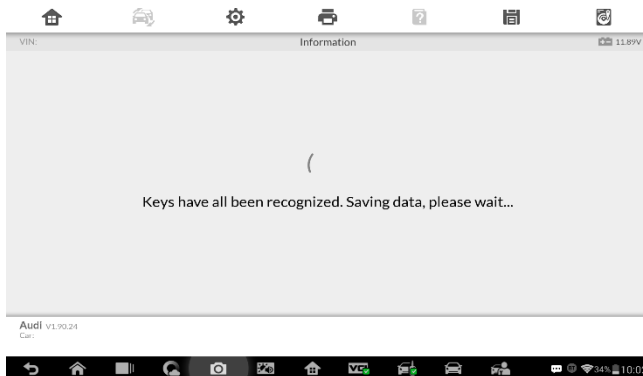 VIN:
Information
11.89V
Keys have all been recognized. Saving data, please wait...
Audi V1.90.24
Car:
VCI
34%